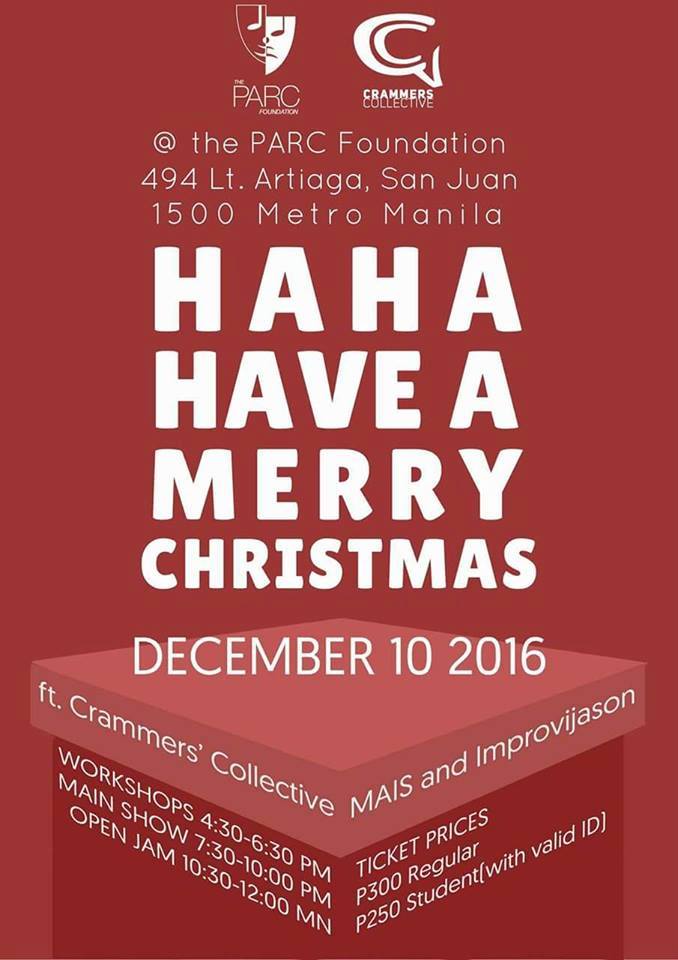 THE
PARC
FOUNDATION
CRAMMERS
COLLECTIVE
@ the PARC Foundation
494 Lt. Artiaga, San Juan
1500 Metro Manila
HAHA
HAVE A
MERRY
CHRISTMAS
DECEMBER 10 2016
ft. Crammers' Collective
MAIS and Improvijason
WORKSHOPS 4:30-6:30 PM
MAIN SHOW 7:30-10:00 PM
OPEN JAM 10:30-12:00 MN
TICKET PRICES
P300 Regular
P250 Student(with valid ID)